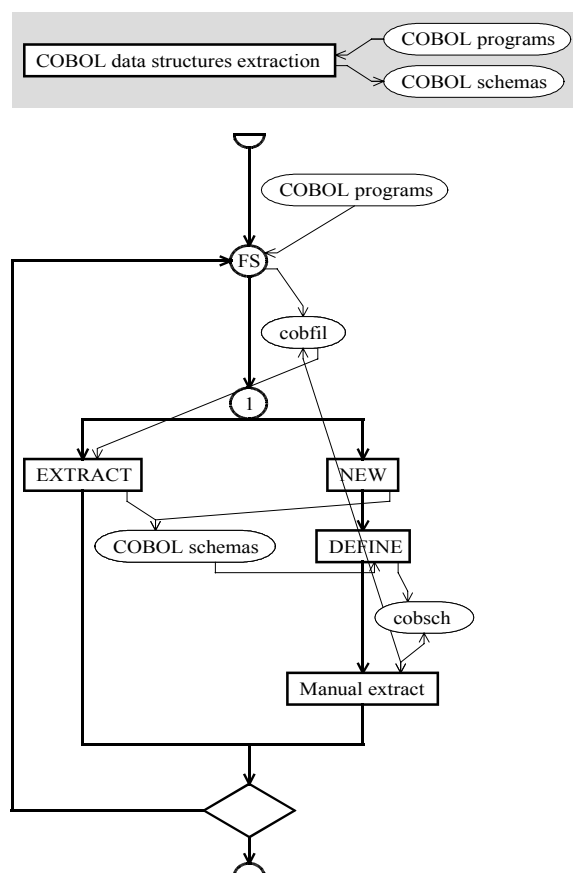 COBOL programs
COBOL data structures extraction
COBOL schemas
COBOL programs
FS
cobfil
1
EXTRACT
NEW
COBOL schemas
DEFINE
cobsch
Manual extract